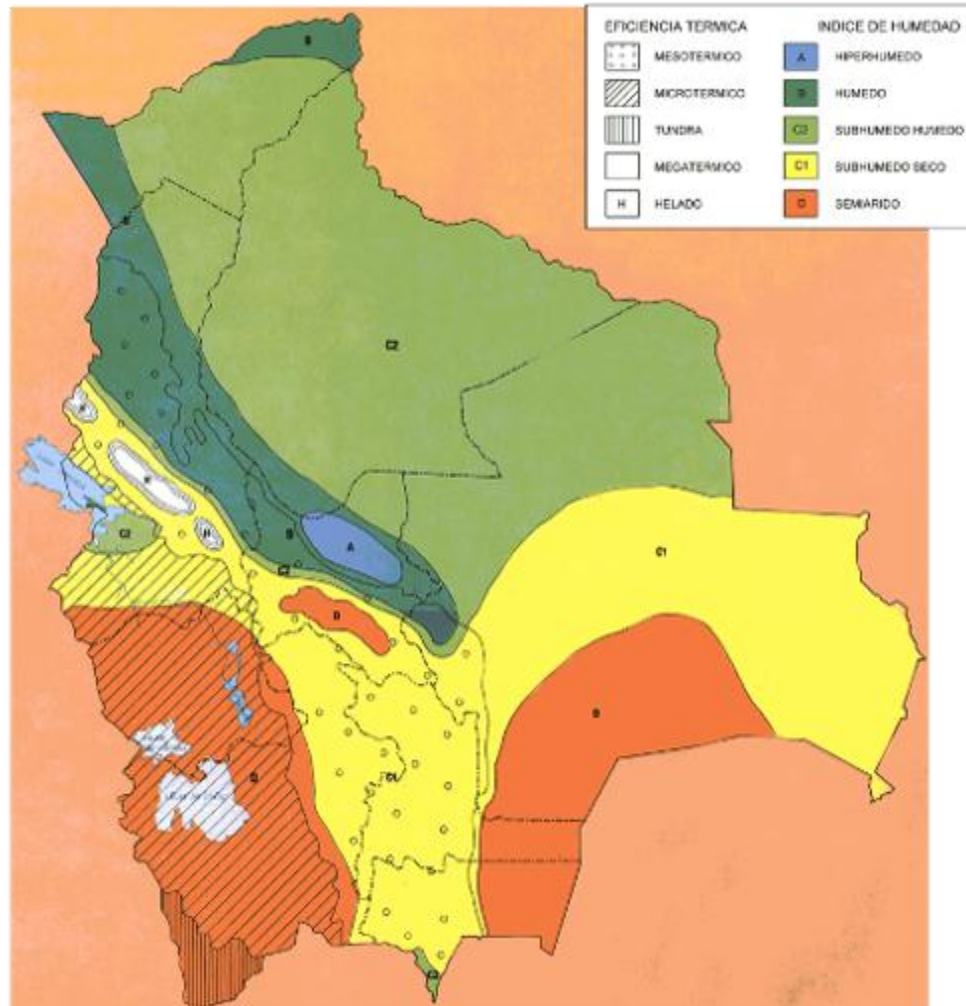 EFICIENCIA TERMICA
INDICE DE HUMEDAD
MESOTERMICO
A HIPERHUMEDO
MICROTERMICO
B HUMEDO
TUNDRA
C2 SUBHUMEDO HUMEDO
MEGATERMICO
C1 SUBHUMEDO SECO
H HELADO
D SEMIARIDO
B
B
C2
H
H
H
C2
B
A
C2
D
C1
D
C1
D
C2